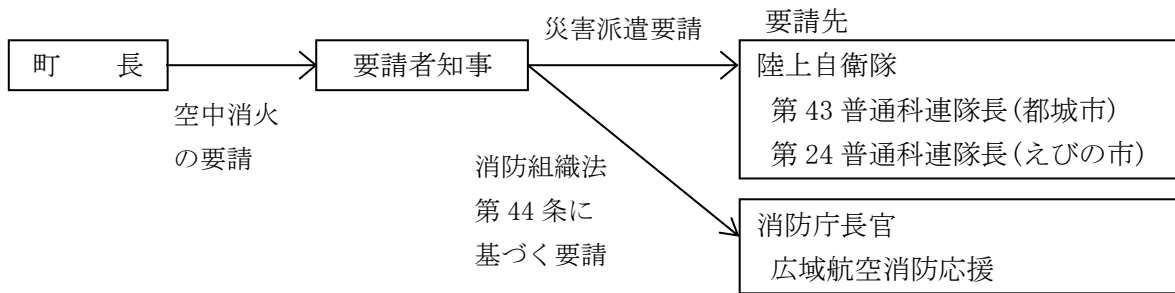 町　　長
空中消火
の要請
要請者知事
災害派遣要請
消防組織法
第 44 条に
基づく要請
要請先
陸上自衛隊
第 43 普通科連隊長(都城市)
第 24 普通科連隊長(えびの市)
消防庁長官
広域航空消防応援